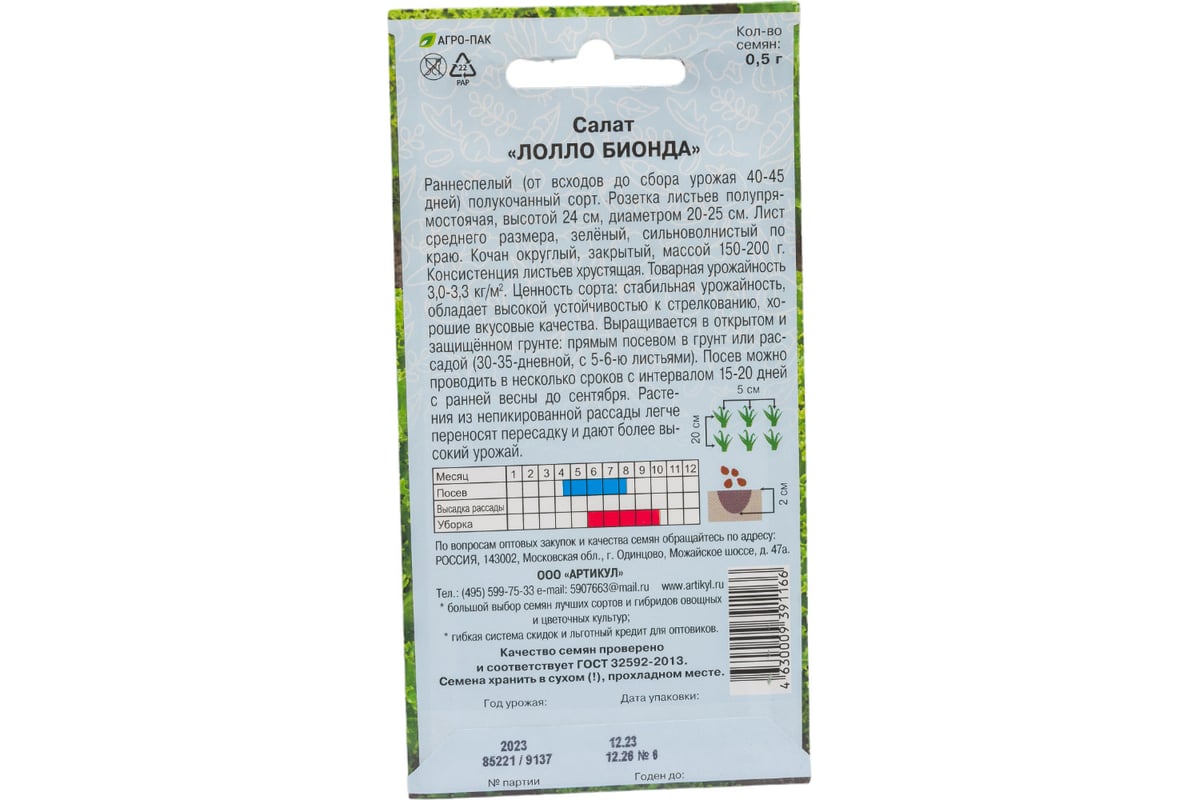 АГРО-ПАК
Кол-во
семян:
0,5 г
22
PAP
Салат
«ЛОЛЛО БИОНДА»
Раннеспелый (от всходов до сбора урожая 40-45
дней) полукочанный сорт. Розетка листьев полупря-
мостоячая, высотой 24 см, диаметром 20-25 см. Лист
среднего размера, зелёный, сильноволнистый по
краю. Кочан округлый, закрытый, массой 150-200 г.
Консистенция листьев хрустящая. Товарная урожайность
3,0-3,3 кг/м². Ценность сорта: стабильная урожайность,
обладает высокой устойчивостью к стрелкованию, хо-
рошие вкусовые качества. Выращивается в открытом и
защищённом грунте: прямым посевом в грунт или рас-
садой (30-35-дневной, с 5-6-ю листьями). Посев можно
проводить в несколько сроков с интервалом 15-20 дней
с ранней весны до сентября. Расте-
ния из непикированной рассады легче
переносят пересадку и дают более вы-
сокий урожай.
5 см
20 см
Месяц 1 2 3 4 5 6 7 8 9 10 11 12
Посев
Высадка рассады
Уборка
2 см
По вопросам оптовых закупок и качества семян обращайтесь по адресу:
РОССИЯ, 143002, Московская обл., г. Одинцово, Можайское шоссе, д. 47а.
ООО «АРТИКУЛ»
Тел.: (495) 599-75-33 e-mail: 5907663@mail.ru www.artikyl.ru
* большой выбор семян лучших сортов и гибридов овощных
и цветочных культур;
* гибкая система скидок и льготный кредит для оптовиков.
Качество семян проверено
и соответствует ГОСТ 32592-2013.
Семена хранить в сухом (!), прохладном месте.
4 630009 391166
Год урожая:
Дата упаковки:
2023
12.23
85221 / 9137
12.26 № 6
№ партии
Годен до: